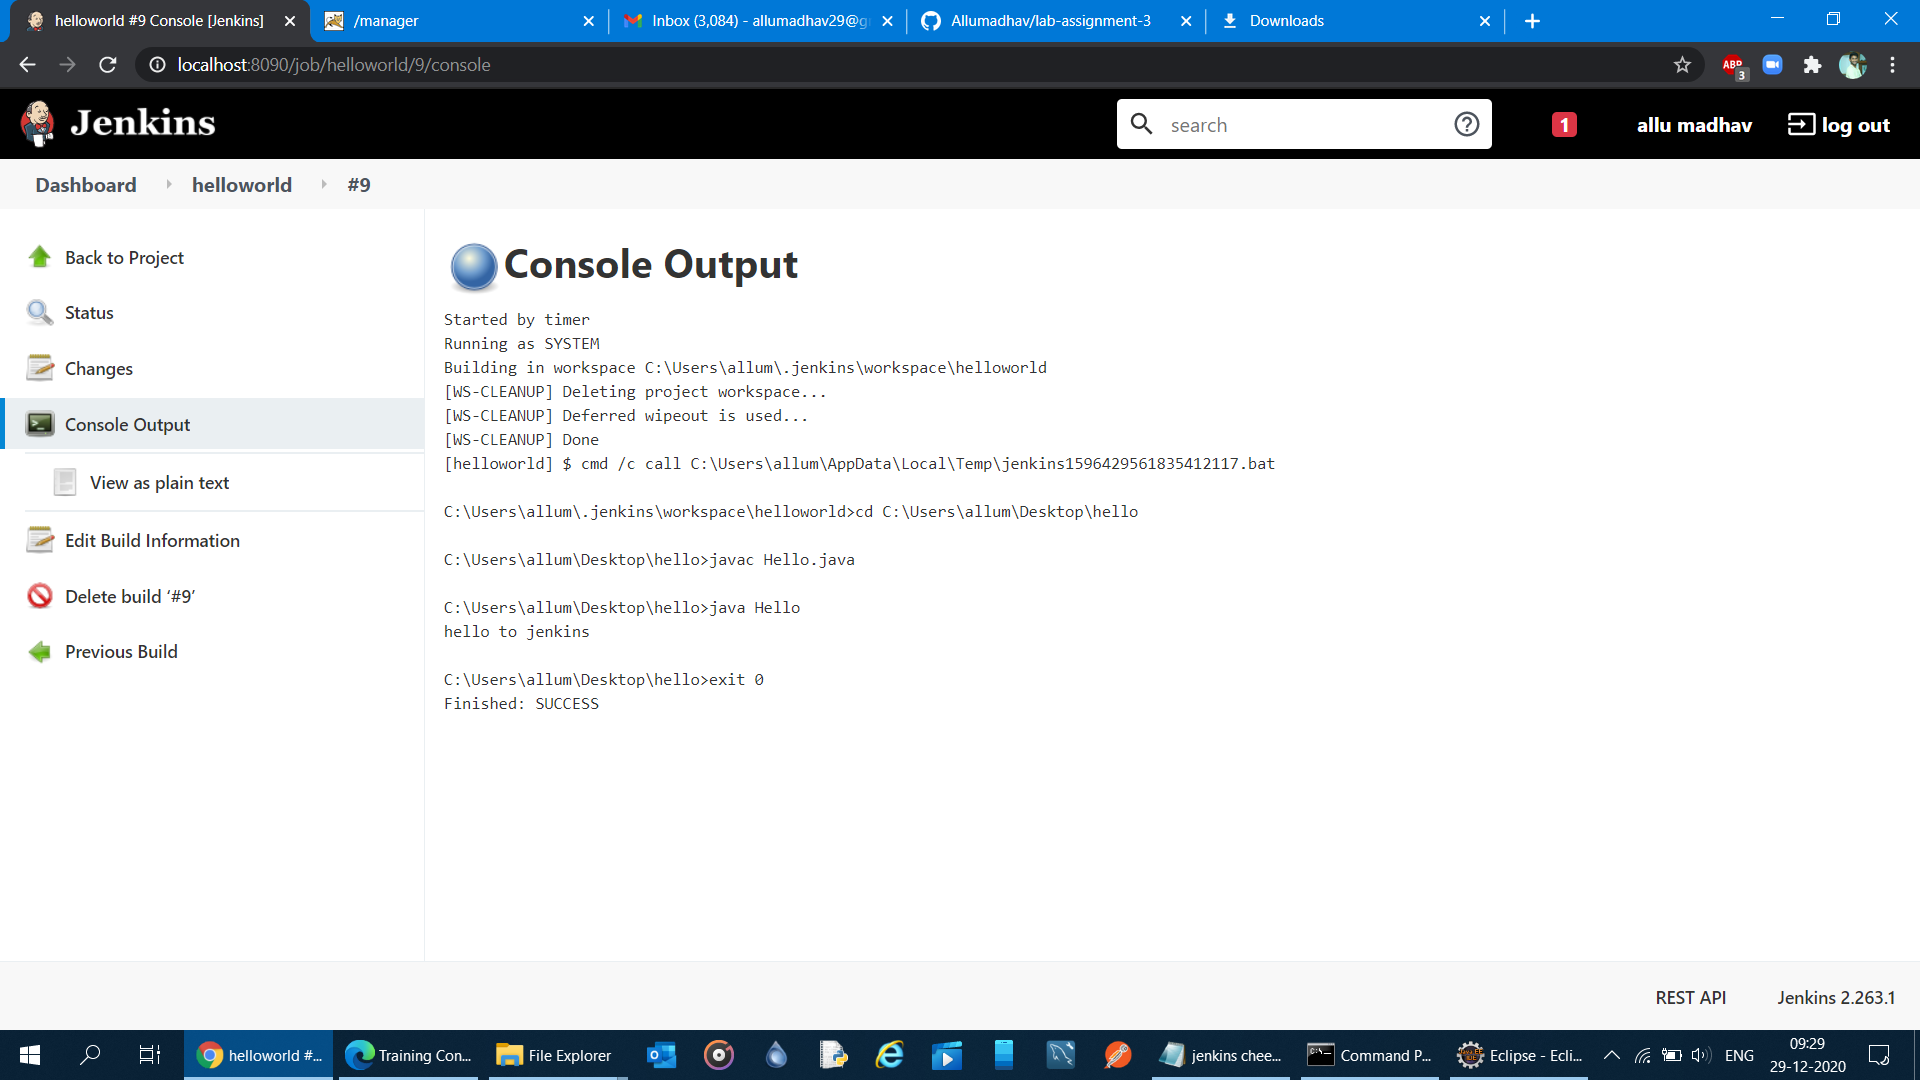 helloworld #9 Console [Jenkins]
/manager
Inbox (3,084) - allumadhav29@g
Allumadhav/lab-assignment-3
Downloads
localhost:8090/job/helloworld/9/console
ABP
3
Jenkins
search
1
allu madhav
log out
Dashboard
helloworld
#9
Back to Project
Status
Changes
Console Output
View as plain text
Edit Build Information
Delete build ‘#9’
Previous Build
Console Output
Started by timer
Running as SYSTEM
Building in workspace C:\Users\allum\.jenkins\workspace\helloworld
[WS-CLEANUP] Deleting project workspace...
[WS-CLEANUP] Deferred wipeout is used...
[WS-CLEANUP] Done
[helloworld] $ cmd /c call C:\Users\allum\AppData\Local\Temp\jenkins1596429561835412117.bat
C:\Users\allum\.jenkins\workspace\helloworld>cd C:\Users\allum\Desktop\hello
C:\Users\allum\Desktop\hello>javac Hello.java
C:\Users\allum\Desktop\hello>java Hello
hello to jenkins
C:\Users\allum\Desktop\hello>exit 0
Finished: SUCCESS
REST API
Jenkins 2.263.1
helloworld #...
Training Con...
File Explorer
jenkins chee...
Command P...
Eclipse - Ecli...
ENG
09:29
29-12-2020